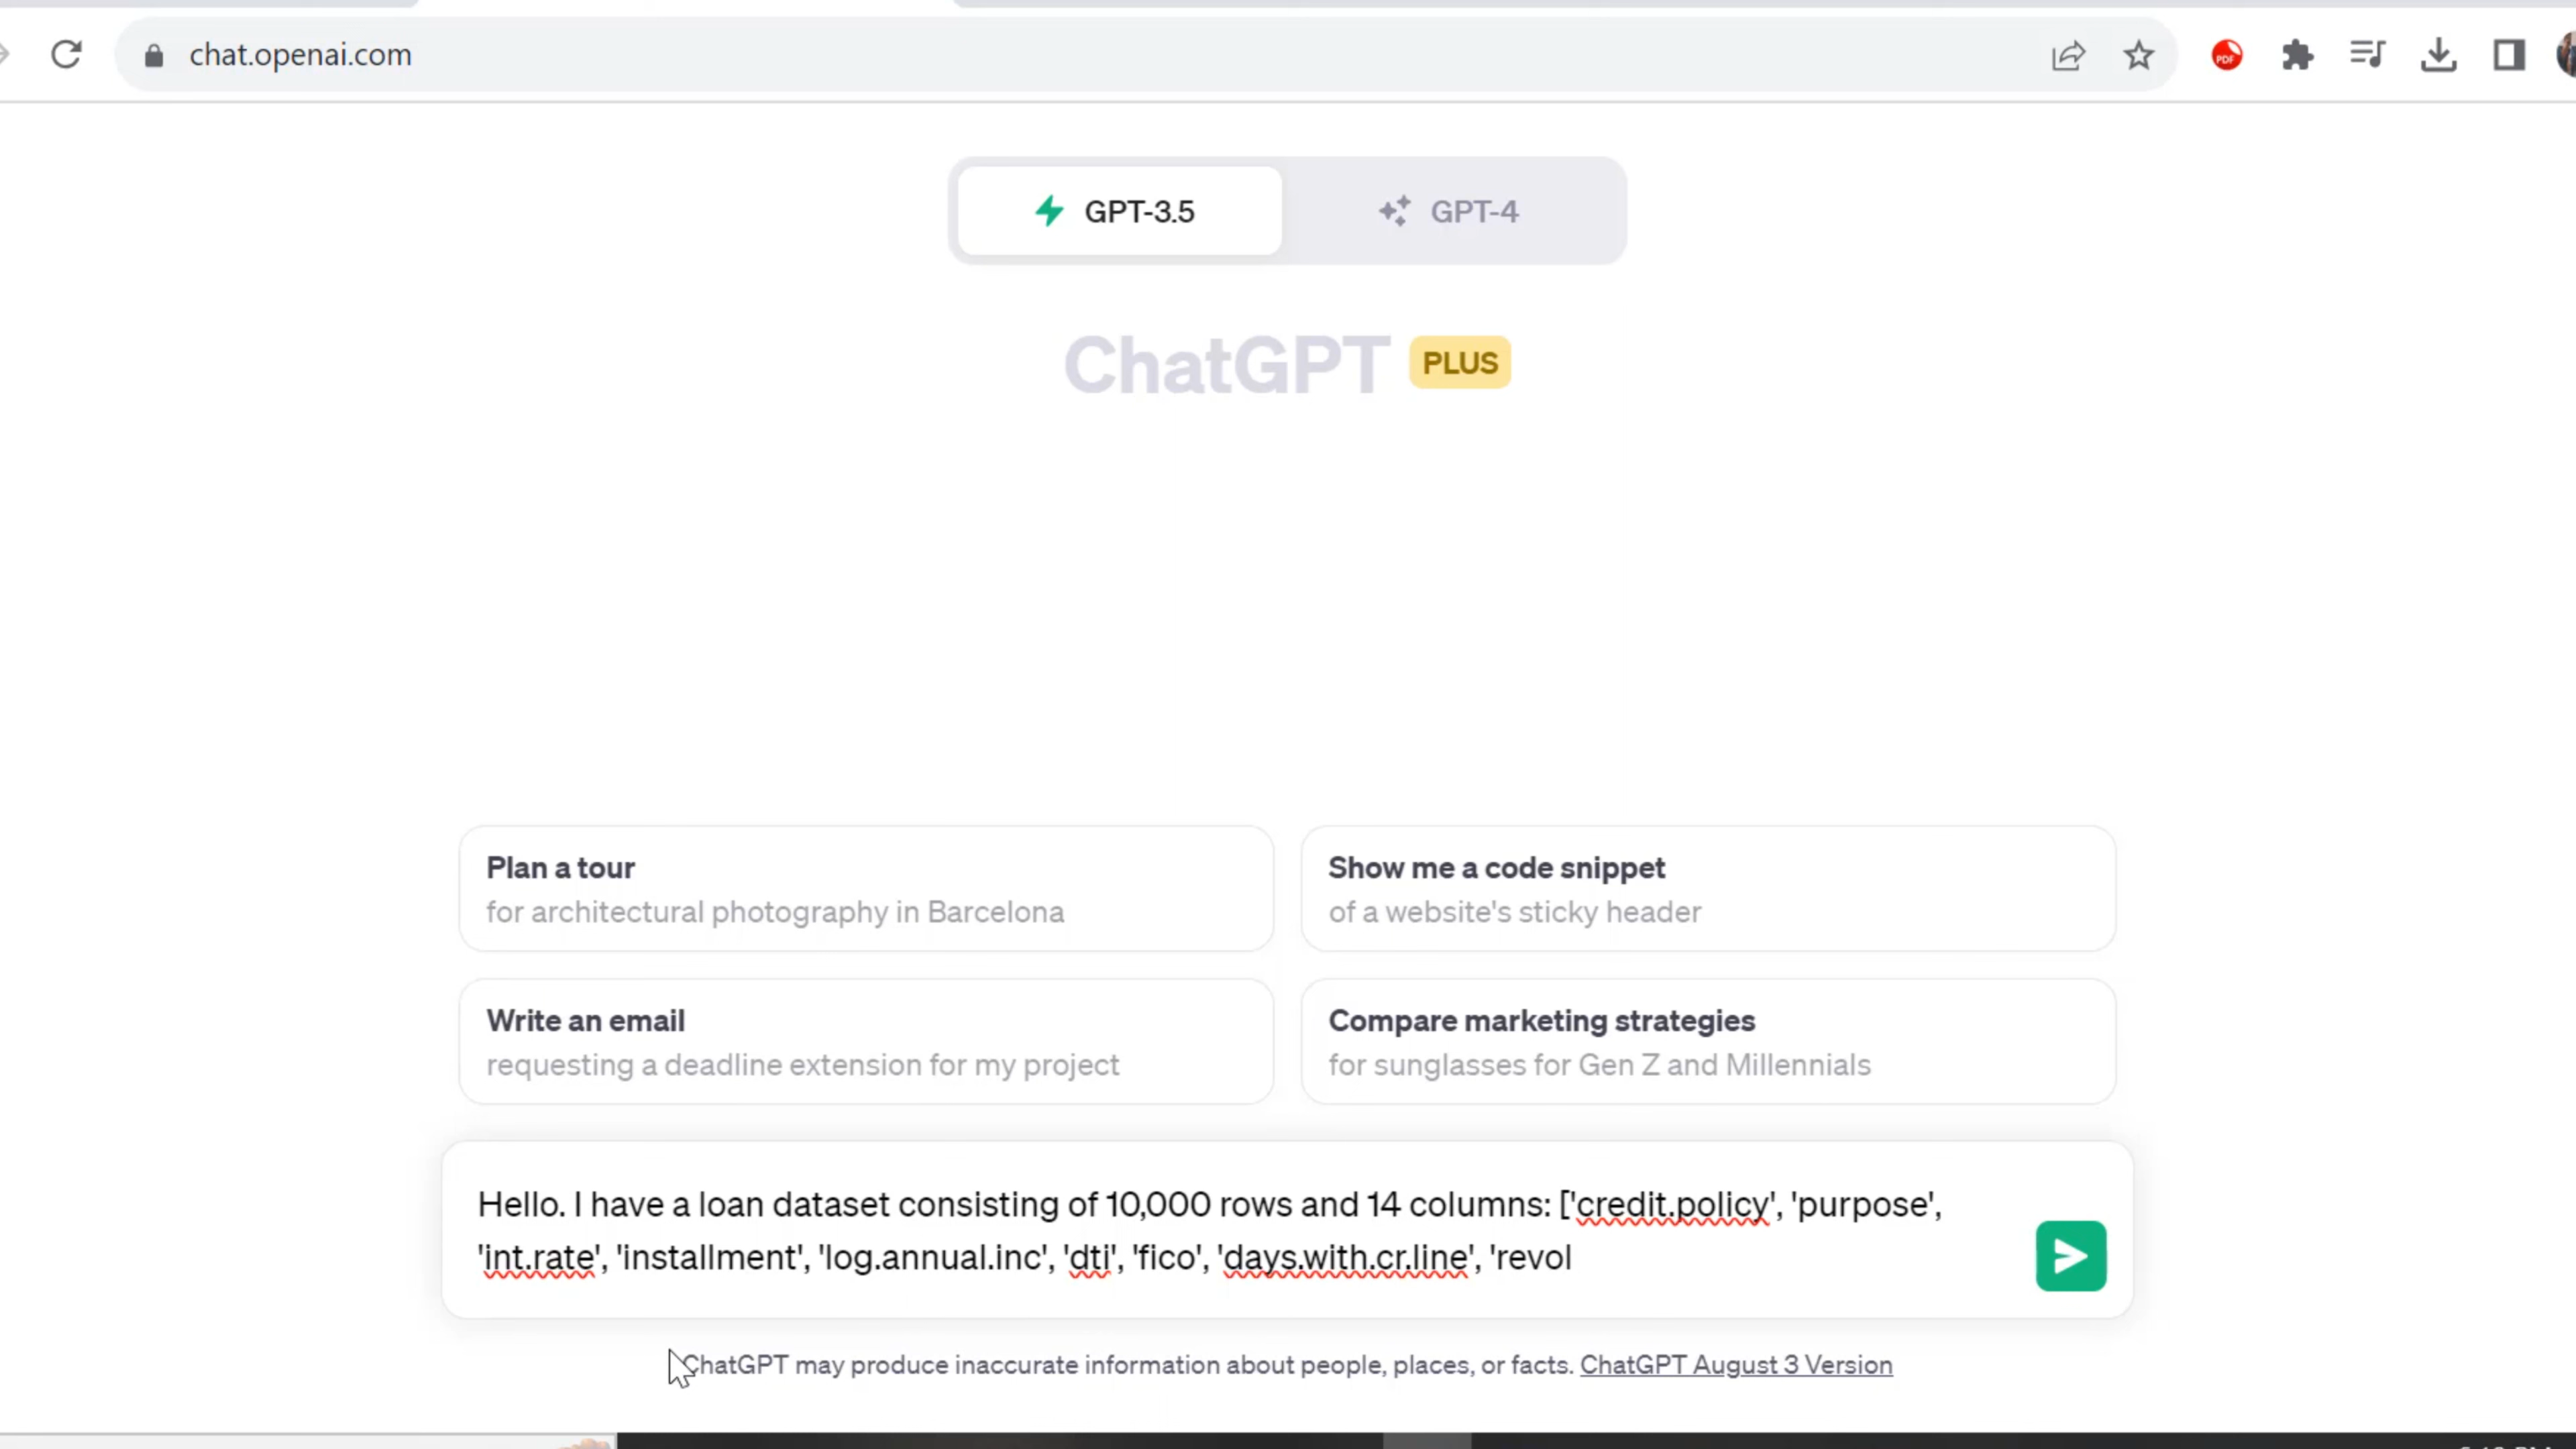 chat.openai.com
PDF
GPT-3.5
GPT-4
ChatGPT PLUS
Plan a tour
for architectural photography in Barcelona
Show me a code snippet
of a website's sticky header
Write an email
requesting a deadline extension for my project
Compare marketing strategies
for sunglasses for Gen Z and Millennials
Hello. I have a loan dataset consisting of 10,000 rows and 14 columns: ['credit.policy', 'purpose',
'int.rate', 'installment', 'log.annual.inc', 'dti', 'fico', 'days.with.cr.line', 'revol
ChatGPT may produce inaccurate information about people, places, or facts. ChatGPT August 3 Version